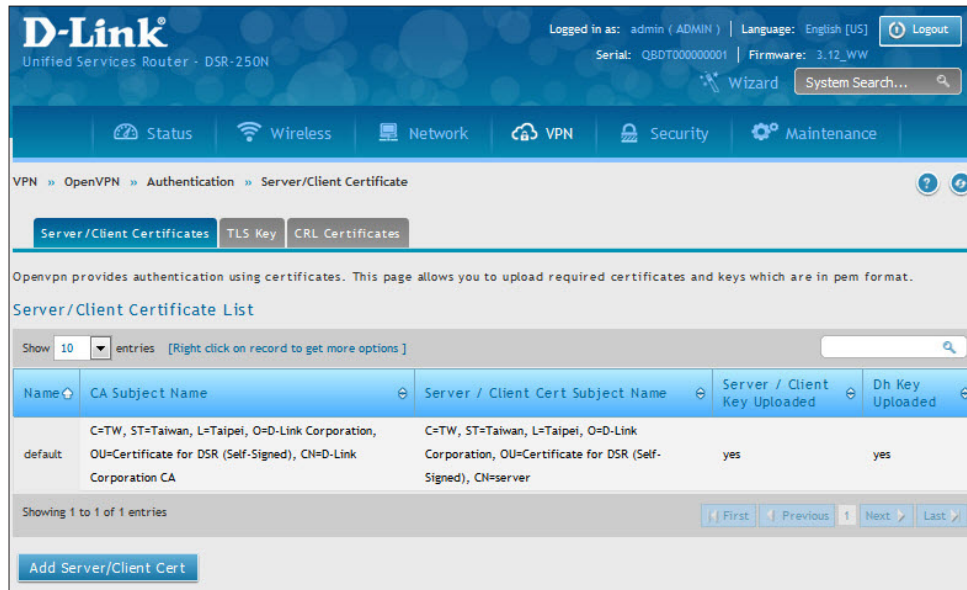 D-Link
Unified Services Router - DSR-250N
Logged in as: admin ( ADMIN ) | Language: English [US]
Logout
Serial: QBDT000000001 | Firmware: 3.12_WW
Wizard
System Search...
Status
Wireless
Network
VPN
Security
Maintenance
VPN » OpenVPN » Authentication » Server/Client Certificate
?
Server/Client Certificates
TLS Key
CRL Certificates
Openvpn provides authentication using certificates. This page allows you to upload required certificates and keys which are in pem format.
Server/Client Certificate List
Show 10 entries [Right click on record to get more options ]
Name
CA Subject Name
Server / Client Cert Subject Name
Server / Client
Key Uploaded
Dh Key
Uploaded
default
C=TW, ST=Taiwan, L=Taipei, O=D-Link Corporation,
OU=Certificate for DSR (Self-Signed), CN=D-Link
Corporation CA
C=TW, ST=Taiwan, L=Taipei, O=D-Link
Corporation, OU=Certificate for DSR (Self-
Signed), CN=server
yes
yes
Showing 1 to 1 of 1 entries
First
Previous
1
Next
Last
Add Server/Client Cert